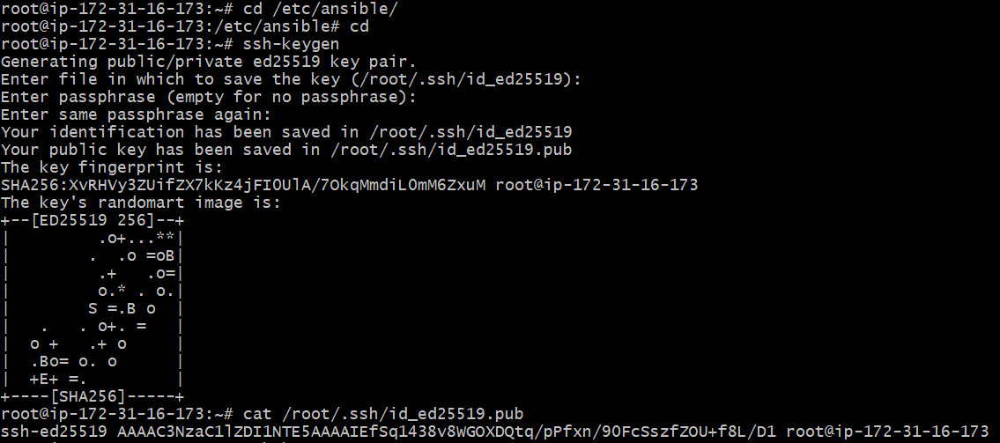 root@ip-172-31-16-173:~# cd /etc/ansible/
root@ip-172-31-16-173:/etc/ansible# cd
root@ip-172-31-16-173:~# ssh-keygen
Generating public/private ed25519 key pair.
Enter file in which to save the key (/root/.ssh/id_ed25519):
Enter passphrase (empty for no passphrase):
Enter same passphrase again:
Your identification has been saved in /root/.ssh/id_ed25519
Your public key has been saved in /root/.ssh/id_ed25519.pub
The key fingerprint is:
SHA256:XvRHVy3ZUifZX7kKz4jFIOUlA/7OkqMmdiLOmM6ZxuM root@ip-172-31-16-173
The key's randomart image is:
+--[ED25519 256]--+
|         .o+...**|
|        .  .o =oB|
|         .+   .o=|
|         o.* . o.|
|        S =.B o  |
|   .   . o+. =   |
|  o +   .+ o     |
|  .Bo= o. o      |
|  +E+ =.         |
+----[SHA256]-----+
root@ip-172-31-16-173:~# cat /root/.ssh/id_ed25519.pub
ssh-ed25519 AAAAC3NzaC1lZDI1NTE5AAAAIEfSq1438v8WGOXDQtq/pPfxn/9OFcSszfZOU+f8L/D1 root@ip-172-31-16-173